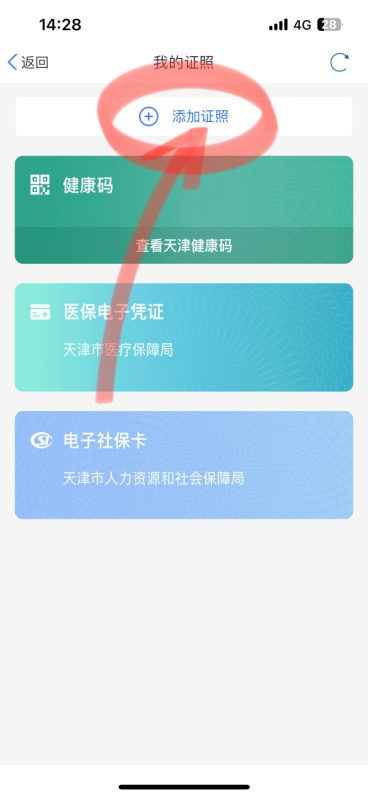 14:28
4G
28
返回
我的证照
添加证照
健康码
查看天津健康码
医保电子凭证
天津市医疗保障局
电子社保卡
天津市人力资源和社会保障局